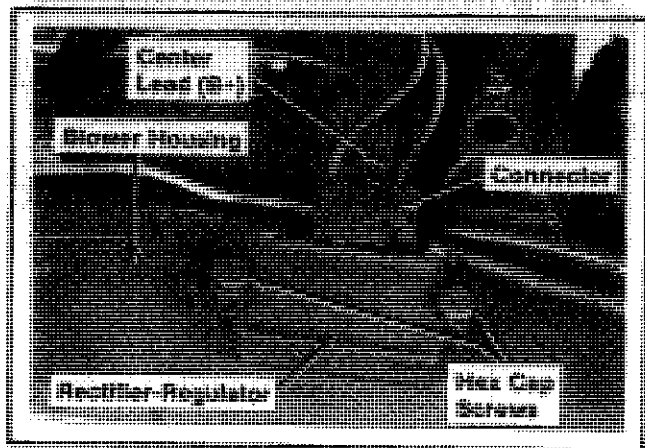 Center
Lead (B+)
Blower Housing
Connector
Rectifier-Regulator
Hex Cap
Screws